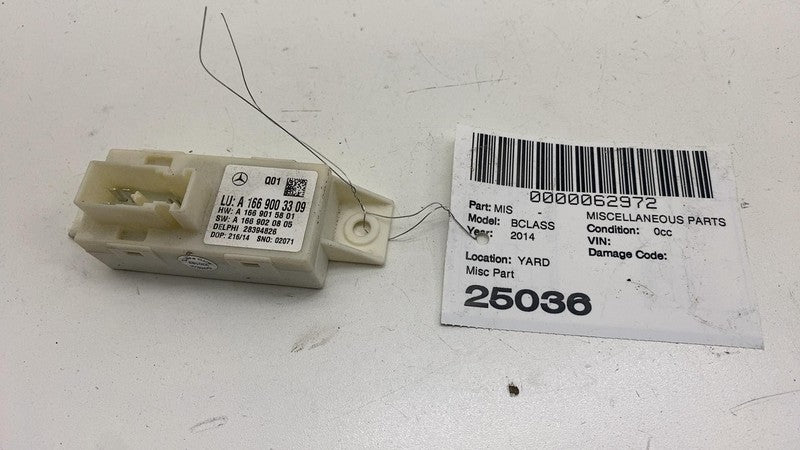 Q01
LU: A 166 900 33 09
HW: A 166 901 58 01
SW: A 166 902 08 05
DELPHI 28394826
DOP: 216/14 SNO: 02071
0000062972
Part: MIS MISCELLANEOUS PARTS
Model: BCLASS Condition: 0cc
Year: 2014 VIN:
Damage Code:
Location: YARD
Misc Part
25036